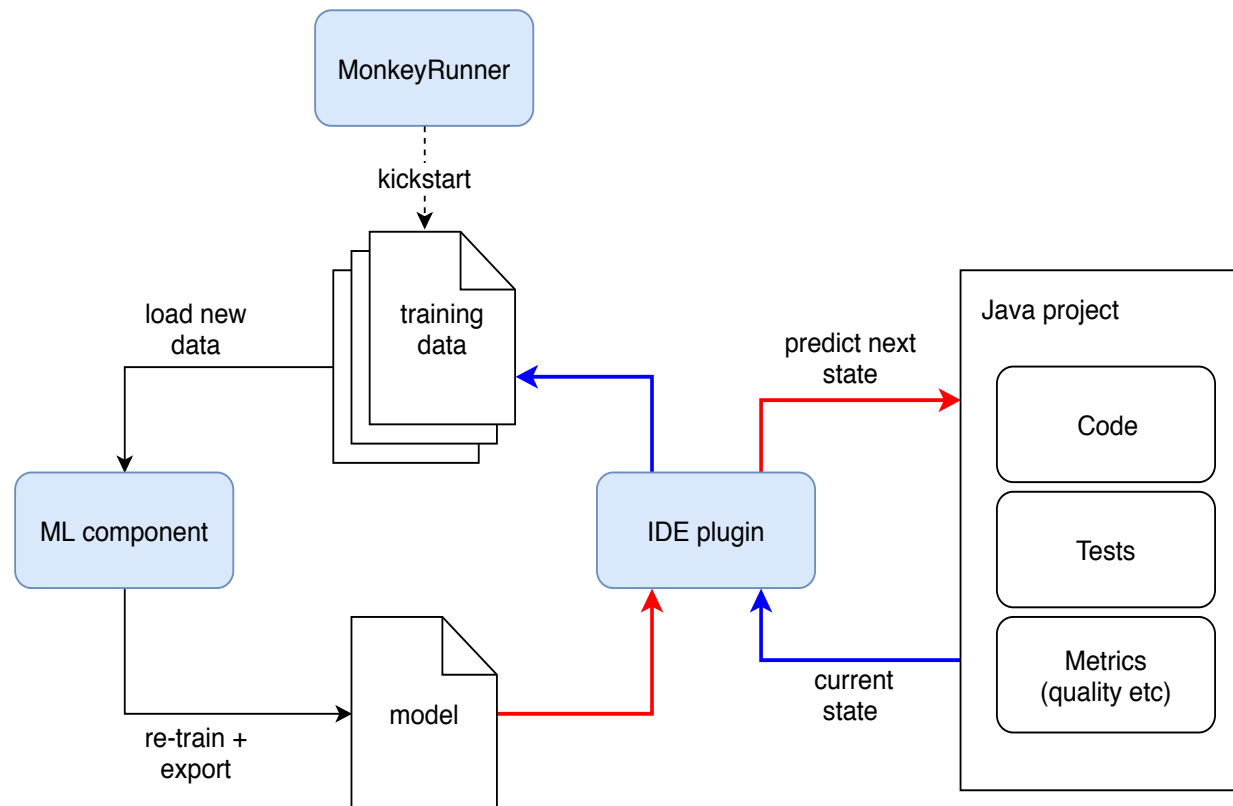 MonkeyRunner
kickstart
load new
data
training
data
predict next
state
Java project
Code
ML component
IDE plugin
Tests
Metrics
(quality etc)
current
state
model
re-train +
export